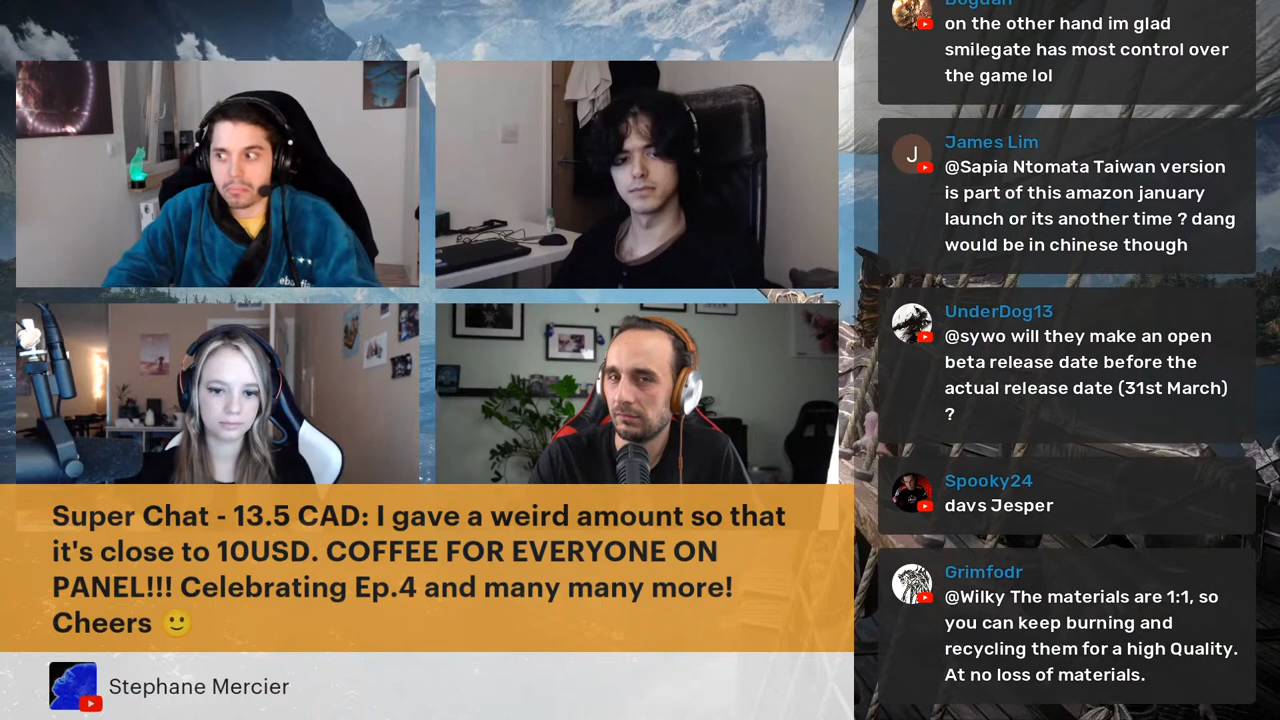 Super Chat - 13.5 CAD: I gave a weird amount so that
it's close to 10USD. COFFEE FOR EVERYONE ON
PANEL!!! Celebrating Ep.4 and many many more!
Cheers 🙂
Stephane Mercier
Bogdan
on the other hand im glad
smilegate has most control over
the game lol
J
James Lim
@Sapia Ntomata Taiwan version
is part of this amazon january
launch or its another time ? dang
would be in chinese though
UnderDog13
@sywo will they make an open
beta release date before the
actual release date (31st March)
?
Spooky24
davs Jesper
Grimfodr
@Wilky The materials are 1:1, so
you can keep burning and
recycling them for a high Quality.
At no loss of materials.